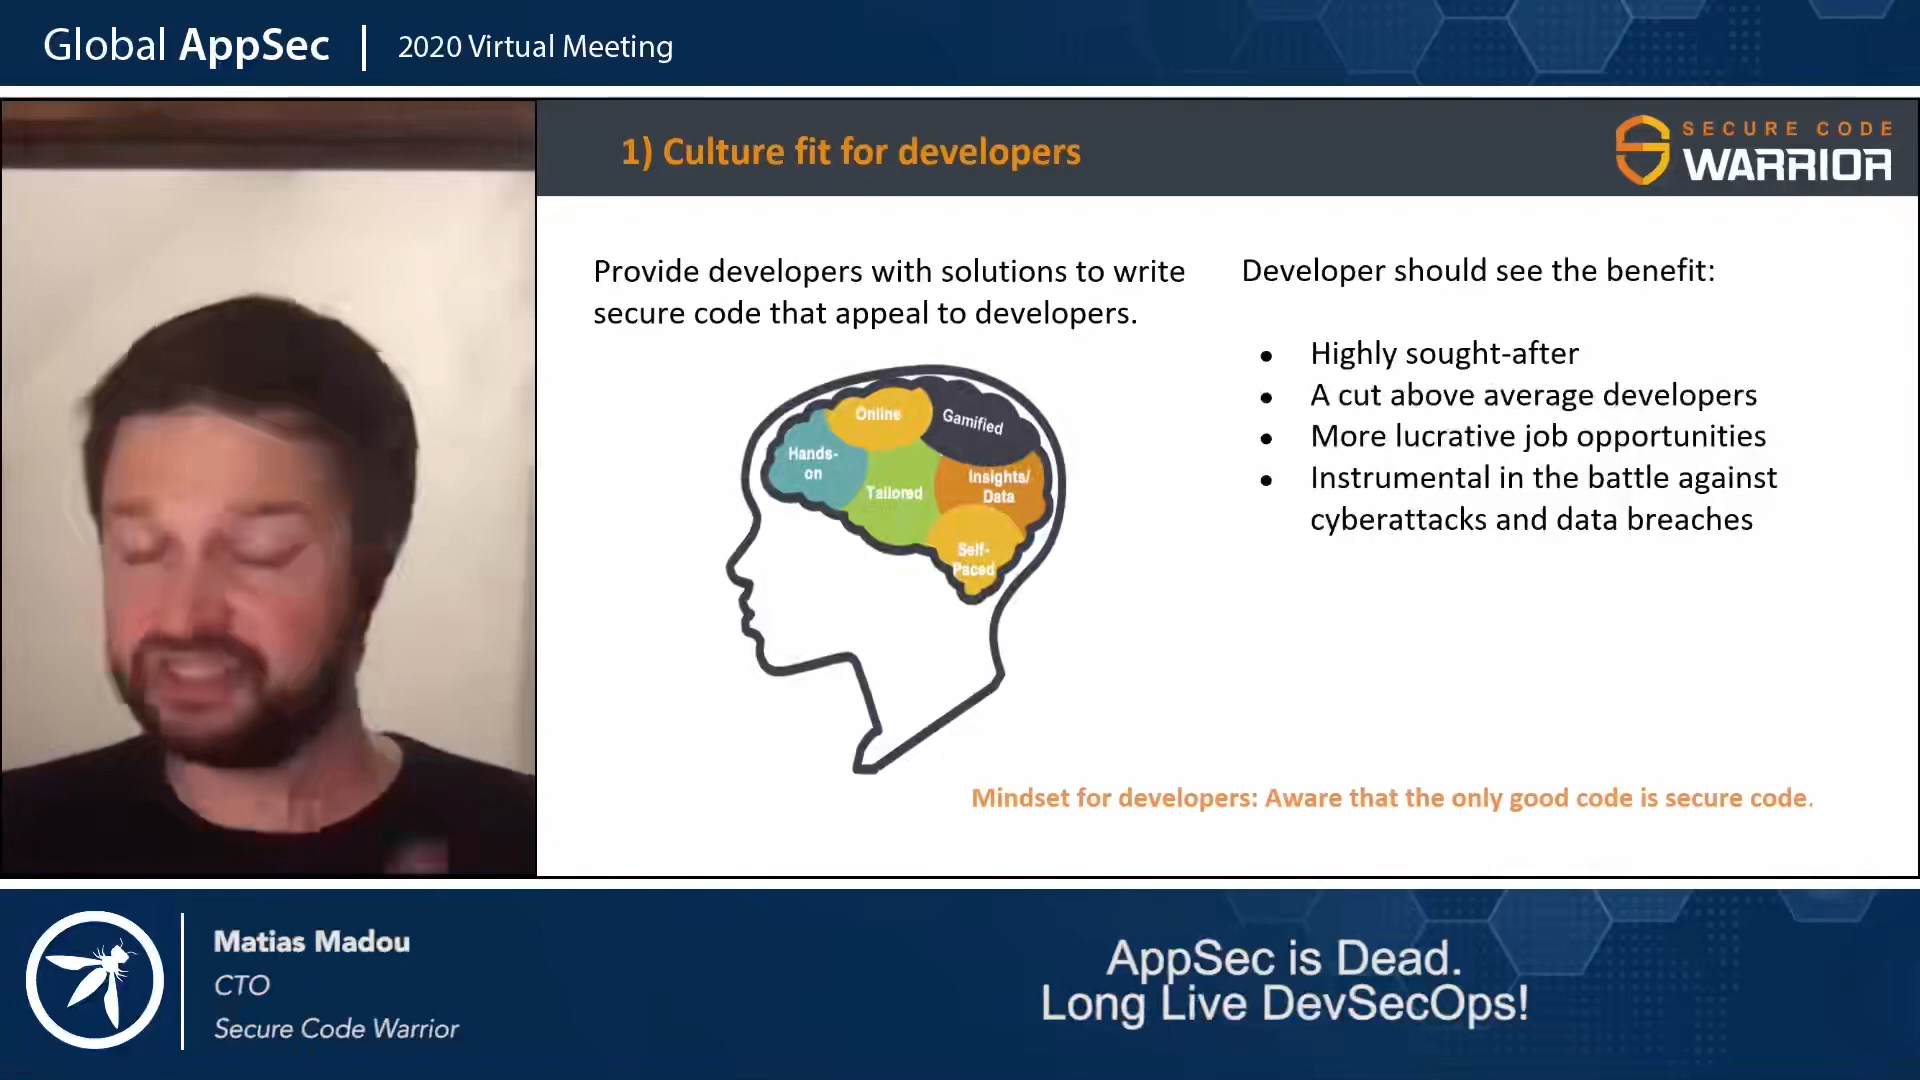 Global AppSec | 2020 Virtual Meeting
1) Culture fit for developers
SECURE CODE
WARRIOR
Provide developers with solutions to write
secure code that appeal to developers.
Online
Gamified
Hands-
on
Tailored
Insights/
Data
Self-
Paced
Developer should see the benefit:
● Highly sought-after
● A cut above average developers
● More lucrative job opportunities
● Instrumental in the battle against
cyberattacks and data breaches
Mindset for developers: Aware that the only good code is secure code.
Matias Madou
CTO
Secure Code Warrior
AppSec is Dead.
Long Live DevSecOps!